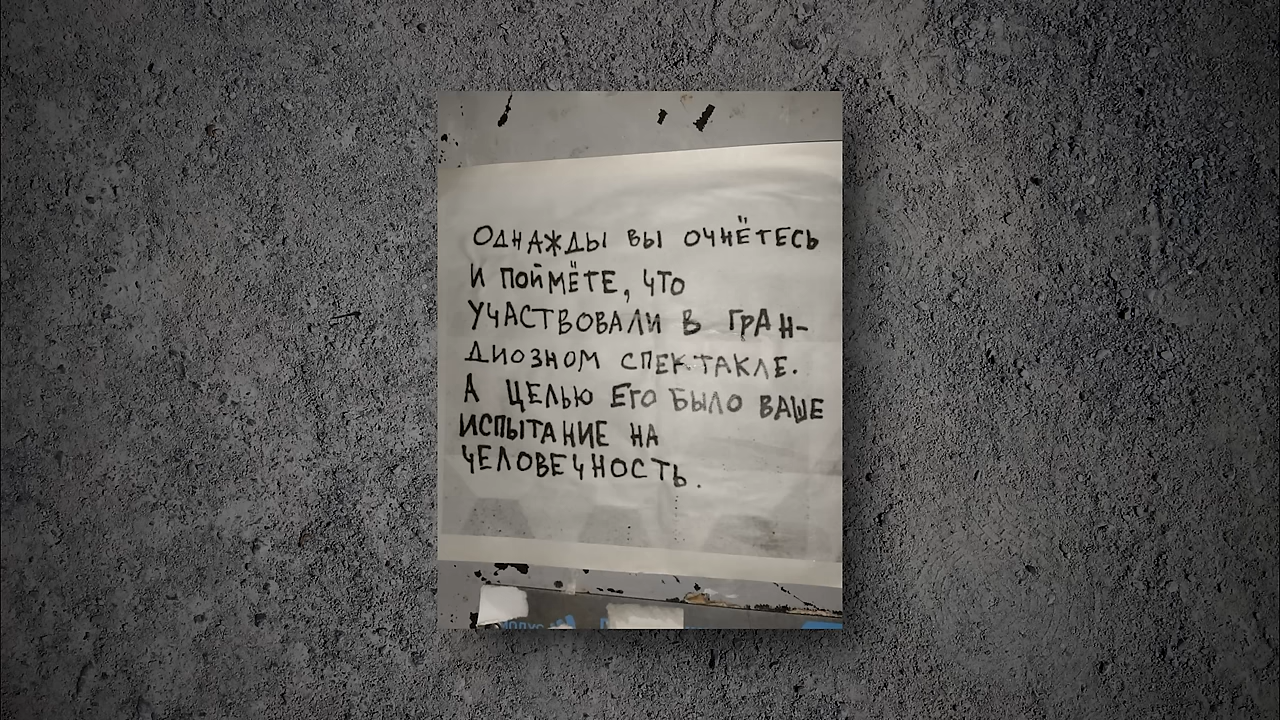 ОДНАЖДЫ ВЫ ОЧНЁТЕСЬ
И ПОЙМЁТЕ, ЧТО
УЧАСТВОВАЛИ В ГРАН-
ДИОЗНОМ СПЕКТАКЛЕ.
А ЦЕЛЬЮ ЕГО БЫЛО ВАШЕ
ИСПЫТАНИЕ НА
ЧЕЛОВЕЧНОСТЬ.